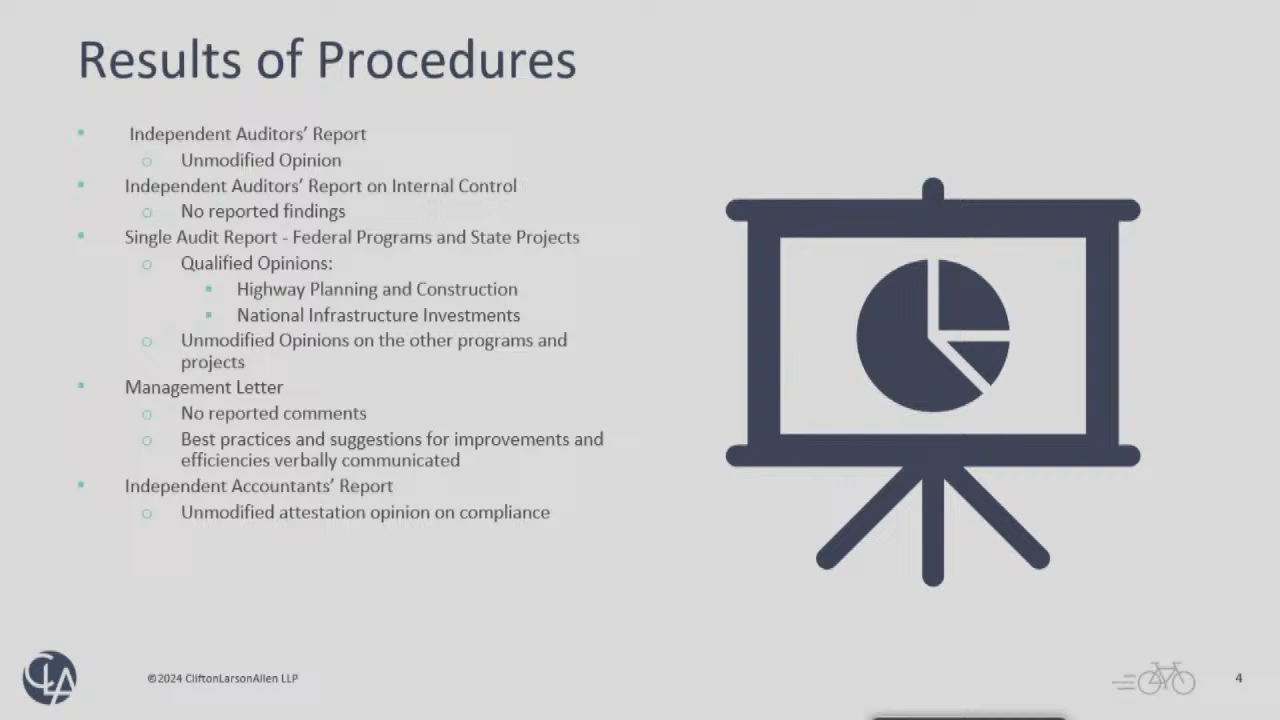 Results of Procedures
Independent Auditors' Report
Unmodified Opinion
Independent Auditors' Report on Internal Control
No reported findings
Single Audit Report - Federal Programs and State Projects
Qualified Opinions:
Highway Planning and Construction
National Infrastructure Investments
Unmodified Opinions on the other programs and
projects
Management Letter
No reported comments
Best practices and suggestions for improvements and
efficiencies verbally communicated
Independent Accountants' Report
Unmodified attestation opinion on compliance
CLA
©2024 CliftonLarsonAllen LLP
4